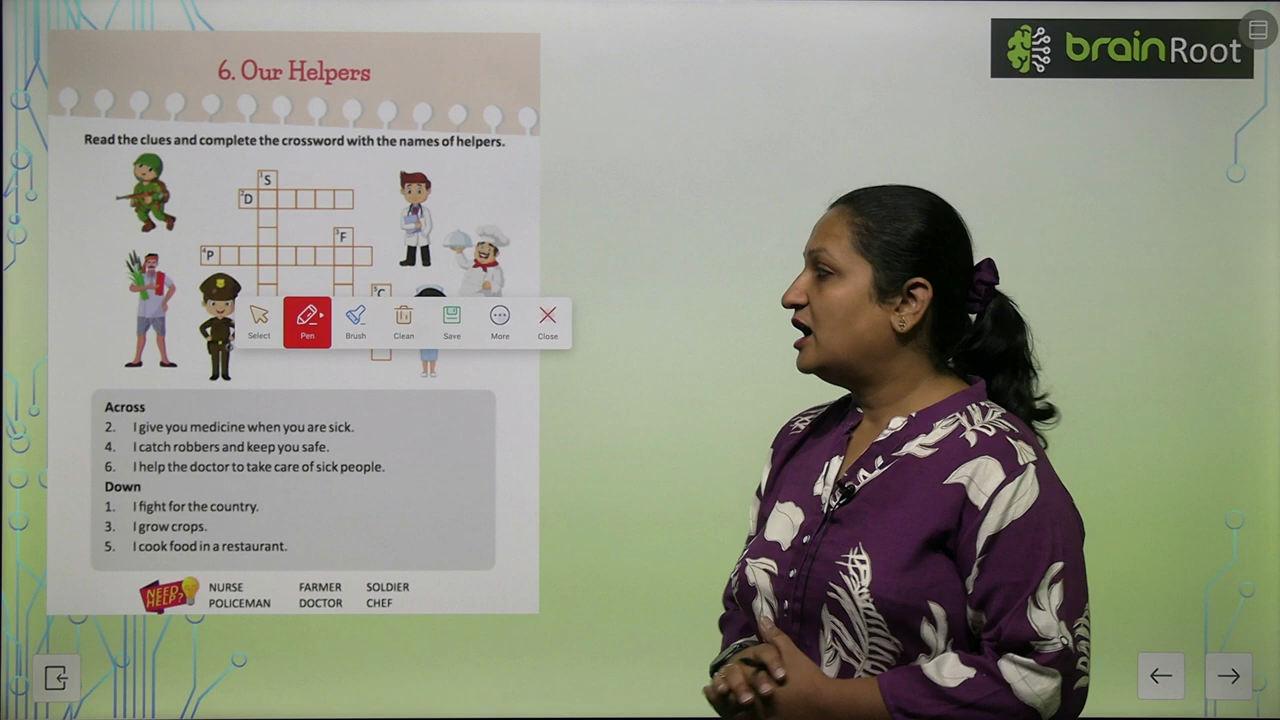 brainRoot
6. Our Helpers
Read the clues and complete the crossword with the names of helpers.
1S
2D
3F
4P
5C
Select Pen Brush Clean Save More Close
Across
2. I give you medicine when you are sick.
4. I catch robbers and keep you safe.
6. I help the doctor to take care of sick people.
Down
1. I fight for the country.
3. I grow crops.
5. I cook food in a restaurant.
NEED HELP?
NURSE FARMER SOLDIER
POLICEMAN DOCTOR CHEF